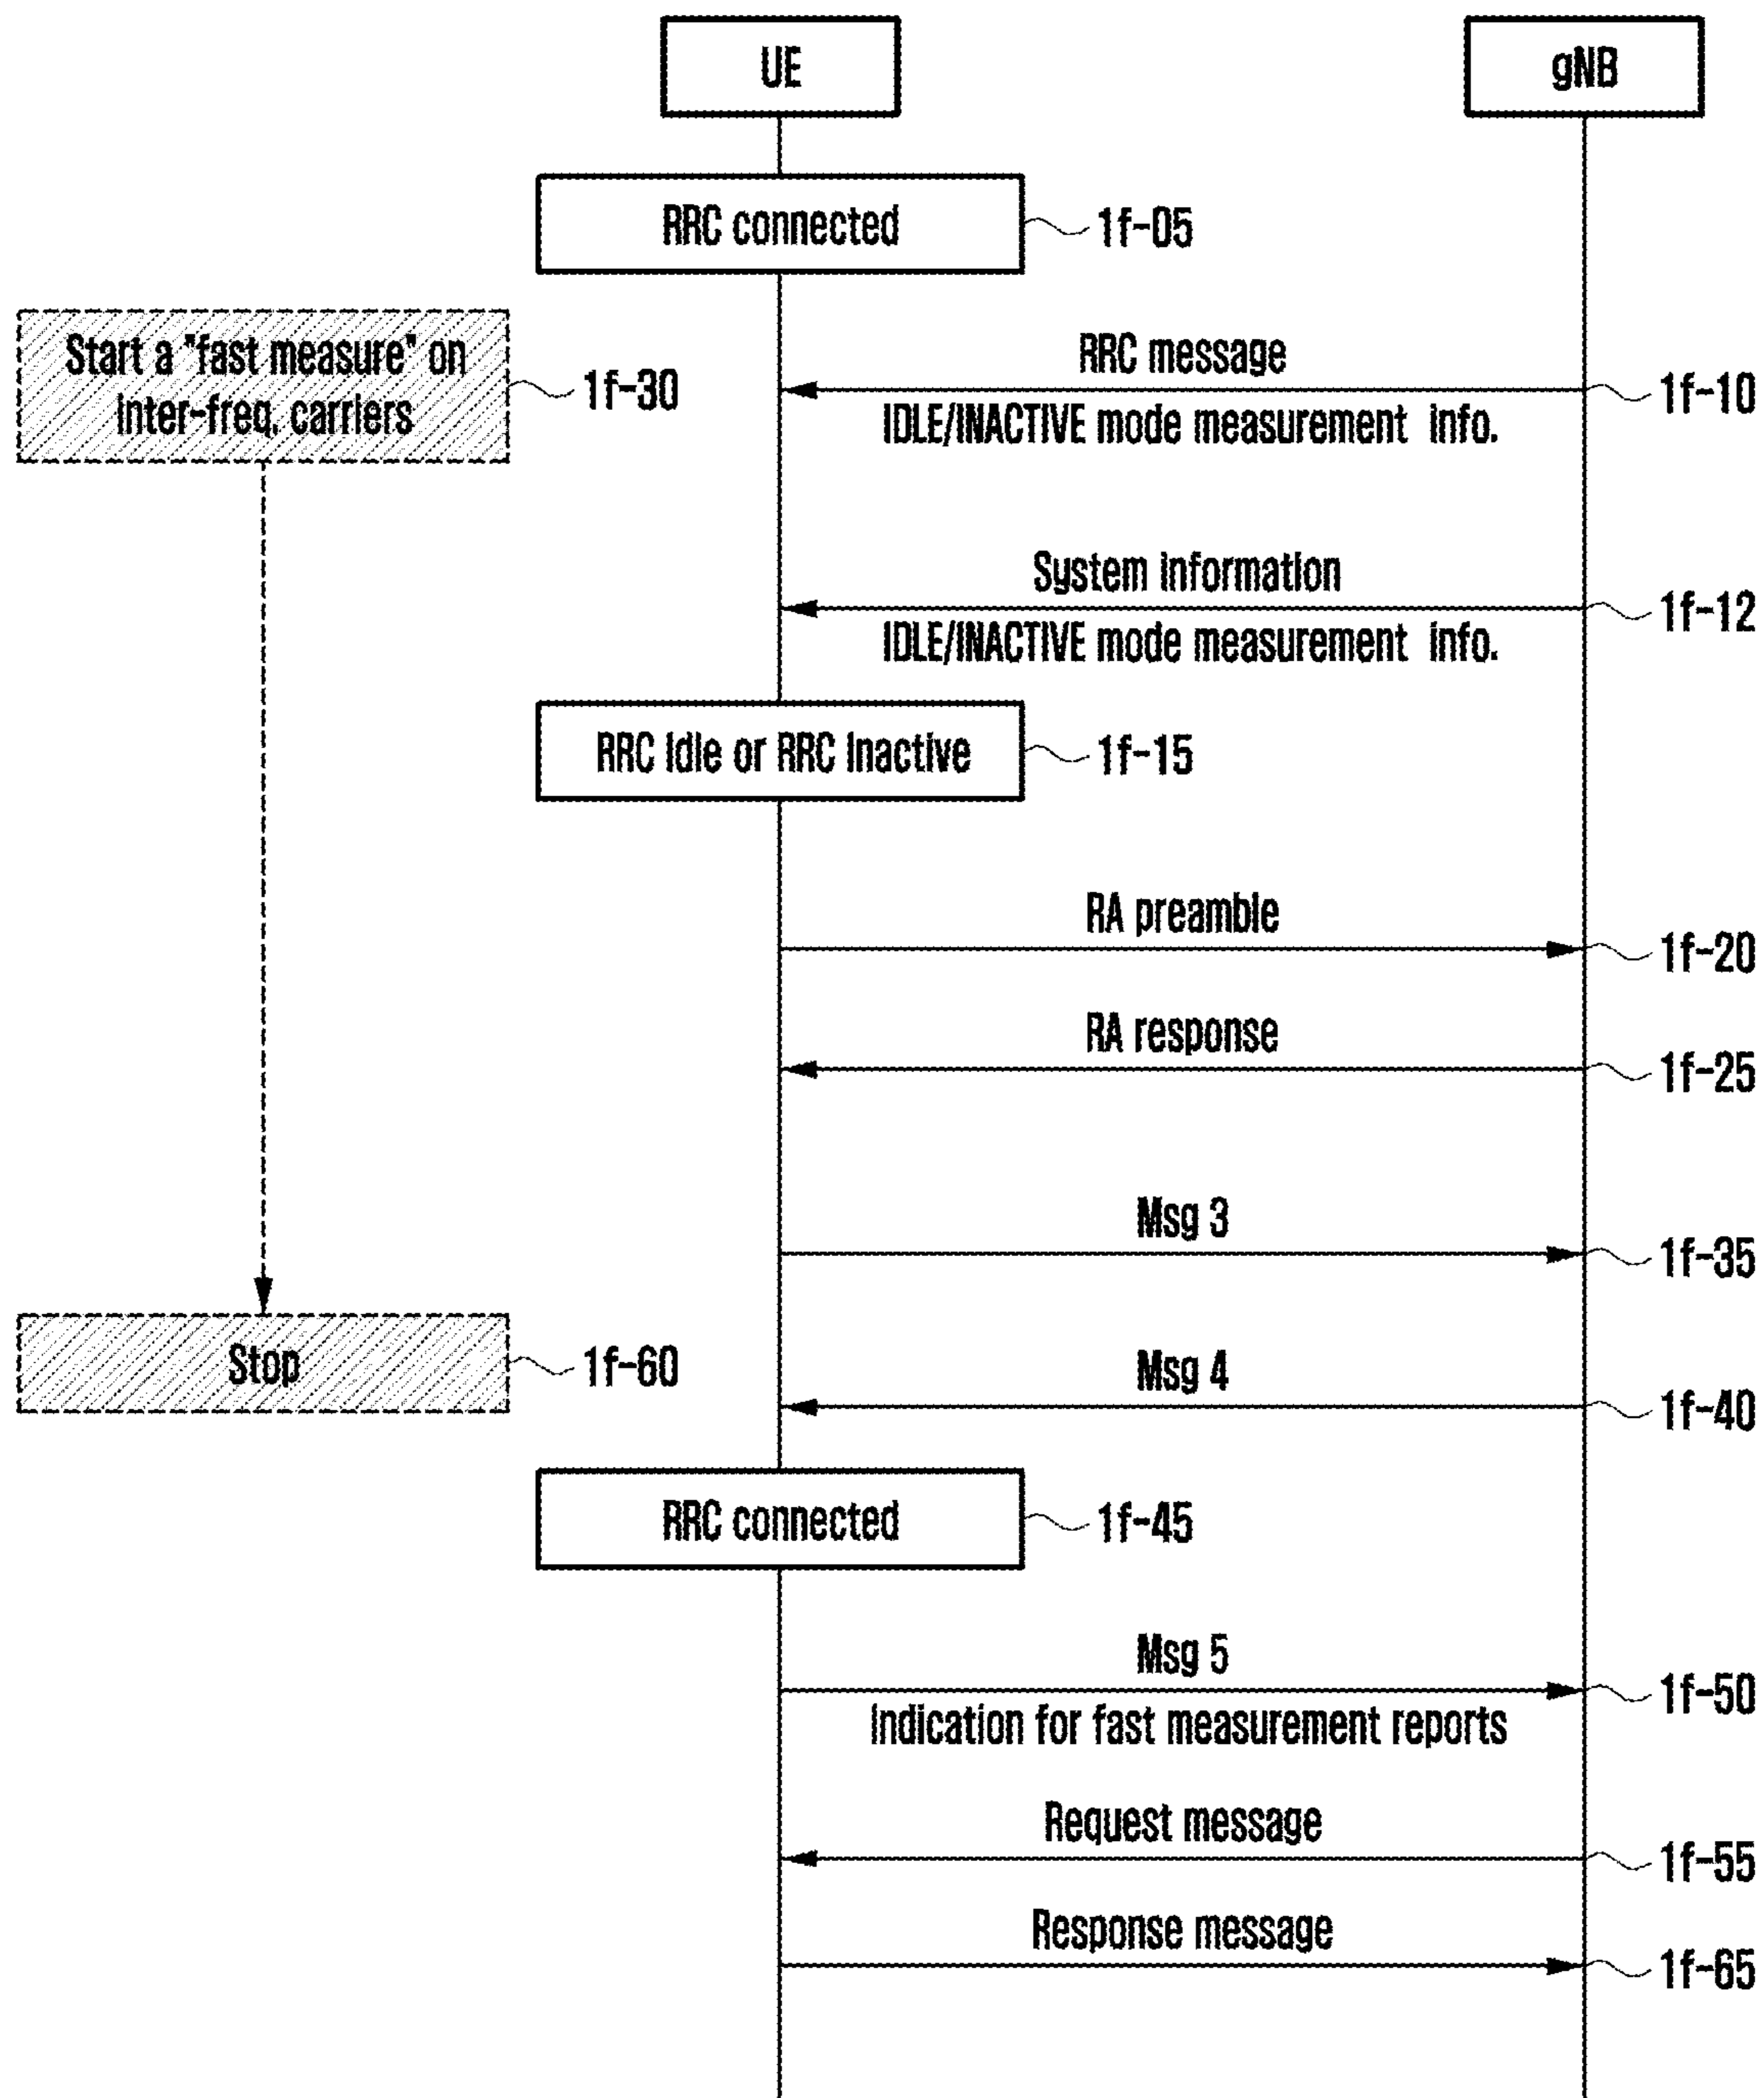 UE
gNB
RRC connected
1f-05
Start a "fast measure" on
inter-freq. carriers
1f-30
RRC message
1f-10
IDLE/INACTIVE mode measurement info.
System information
1f-12
IDLE/INACTIVE mode measurement info.
RRC Idle or RRC Inactive
1f-15
RA preamble
1f-20
RA response
1f-25
Msg 3
1f-35
Stop
1f-60
Msg 4
1f-40
RRC connected
1f-45
Msg 5
1f-50
Indication for fast measurement reports
Request message
1f-55
Response message
1f-65